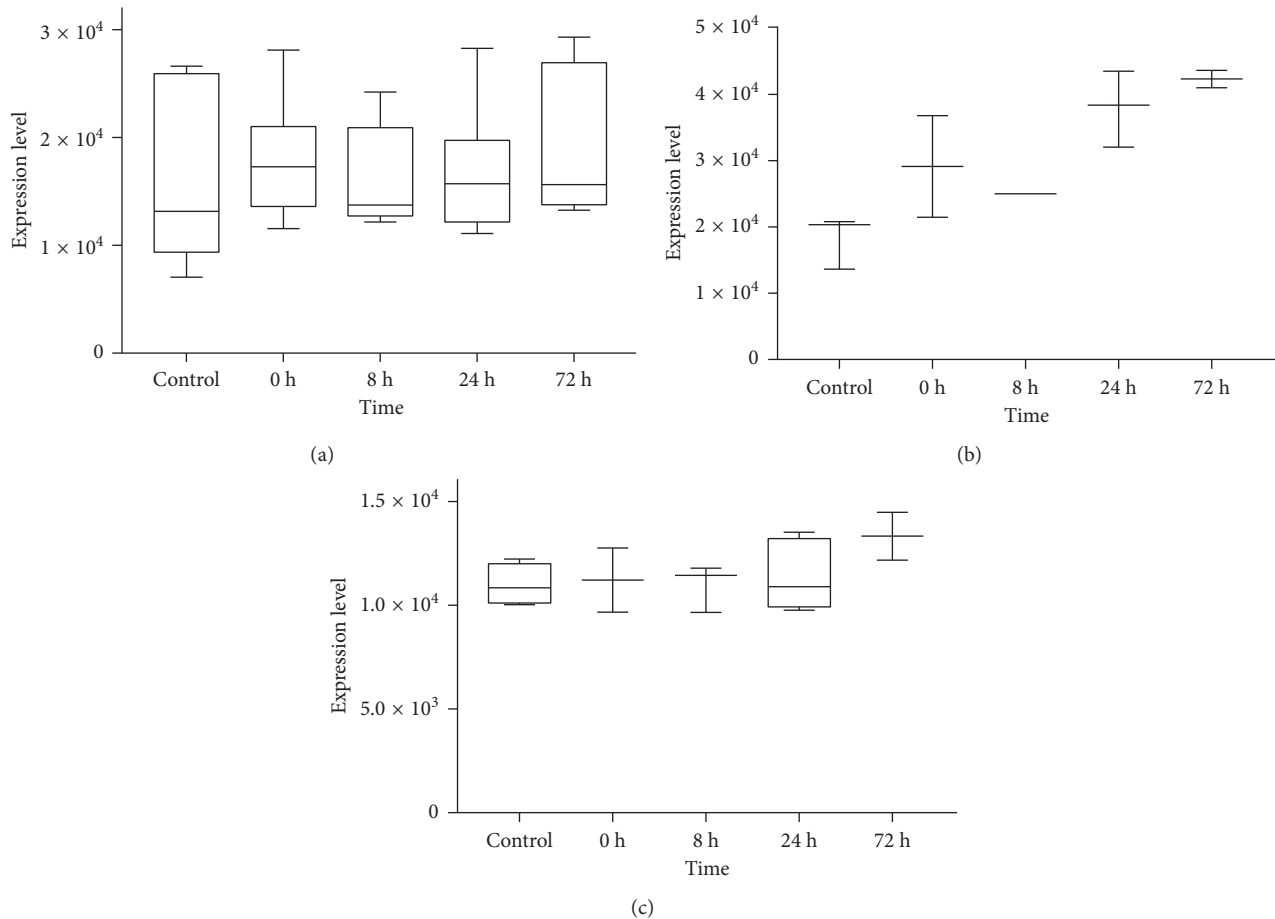 3 × 10⁴
2 × 10⁴
1 × 10⁴
0
Expression level
Control 0 h 8 h 24 h 72 h
Time
(a)
5 × 10⁴
4 × 10⁴
3 × 10⁴
2 × 10⁴
1 × 10⁴
0
Expression level
Control 0 h 8 h 24 h 72 h
Time
(b)
1.5 × 10⁴
1.0 × 10⁴
5.0 × 10³
0
Expression level
Control 0 h 8 h 24 h 72 h
Time
(c)